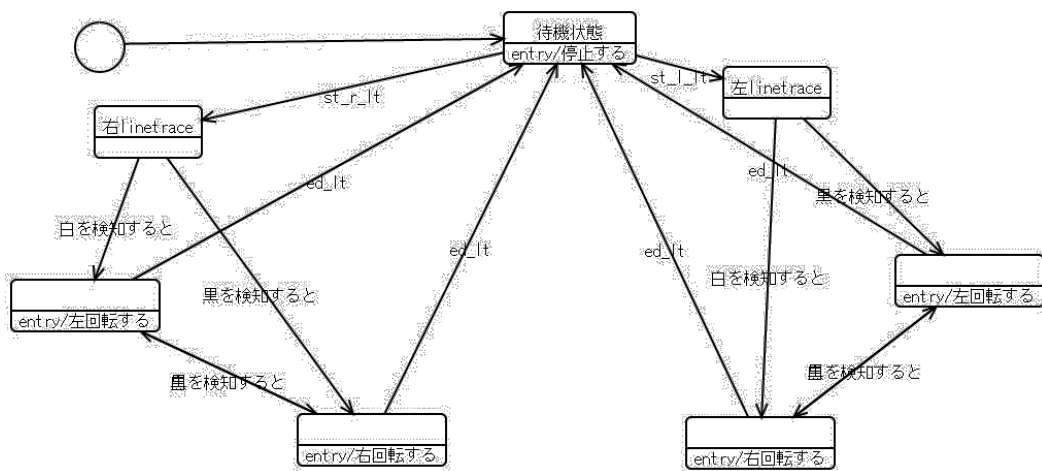 待機状態
entry/停止する
st_r_lt
st_l_lt
左linetrace
右linetrace
ed_lt
ed_lt
黒を検知すると
白を検知すると
ed_lt
ed_lt
白を検知すると
黒を検知すると
entry/左回転する
entry/左回転する
を検知すると
を検知すると
entry/右回転する
entry/右回転する